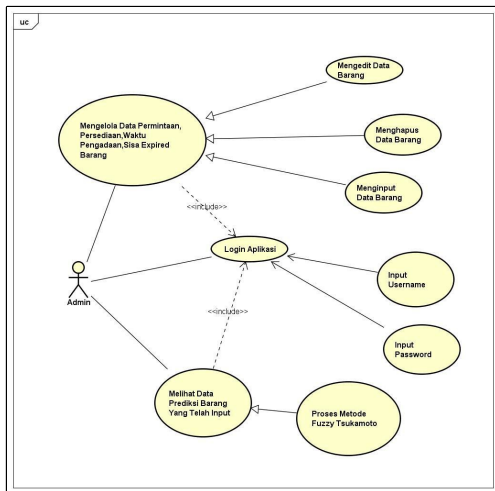 uc
Mengedit Data
Barang
Mengelola Data Permintaan,
Persediaan,Waktu
Pengadaan,Sisa Expired
Barang
Menghapus
Data Barang
Menginput
Data Barang
<<include>>
Login Aplikasi
Admin
Input
Username
<<include>>
Input
Password
Melihat Data
Prediksi Barang
Yang Telah Input
Proses Metode
Fuzzy Tsukamoto